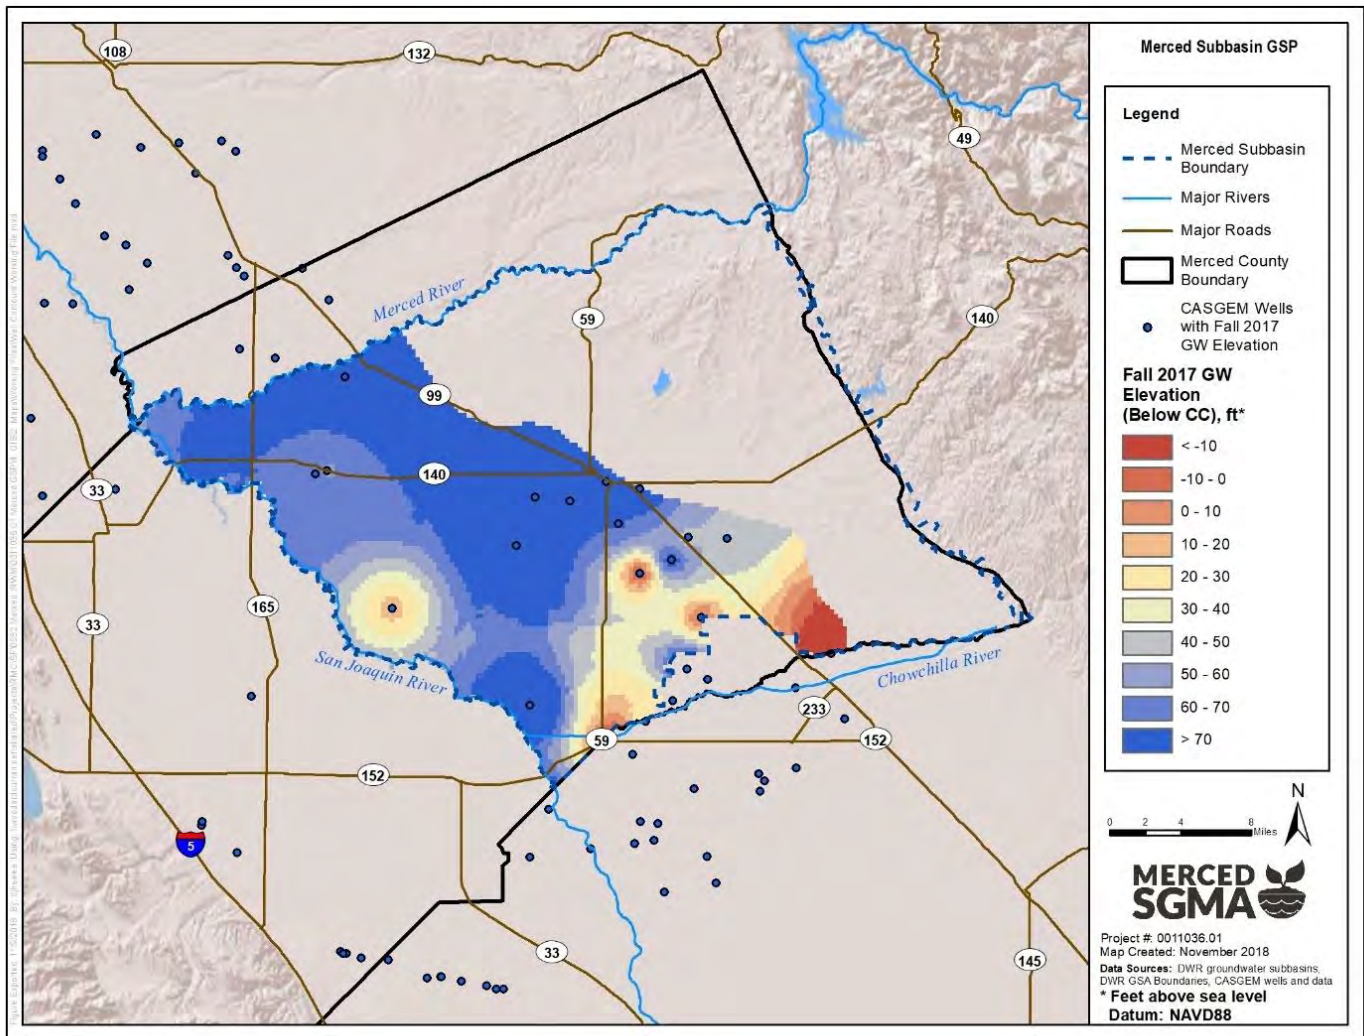 Merced Subbasin GSP
Legend
Merced Subbasin
Boundary
Major Rivers
Major Roads
Merced County
Boundary
CASGEM Wells
with Fall 2017
GW Elevation
Fall 2017 GW
Elevation
(Below CC), ft*
< -10
-10 - 0
0 - 10
10 - 20
20 - 30
30 - 40
40 - 50
50 - 60
60 - 70
> 70
N
0 2 4 8
Miles
MERCED
SGMA
Project #: 0011036.01
Map Created: November 2018
Data Sources: DWR groundwater subbasins,
DWR GSA Boundaries, CASGEM wells and data
* Feet above sea level
Datum: NAVD88
108
132
49
Merced River
59
140
99
140
33
165
33
San Joaquin River
Chowchilla River
233
59
152
152
5
33
145